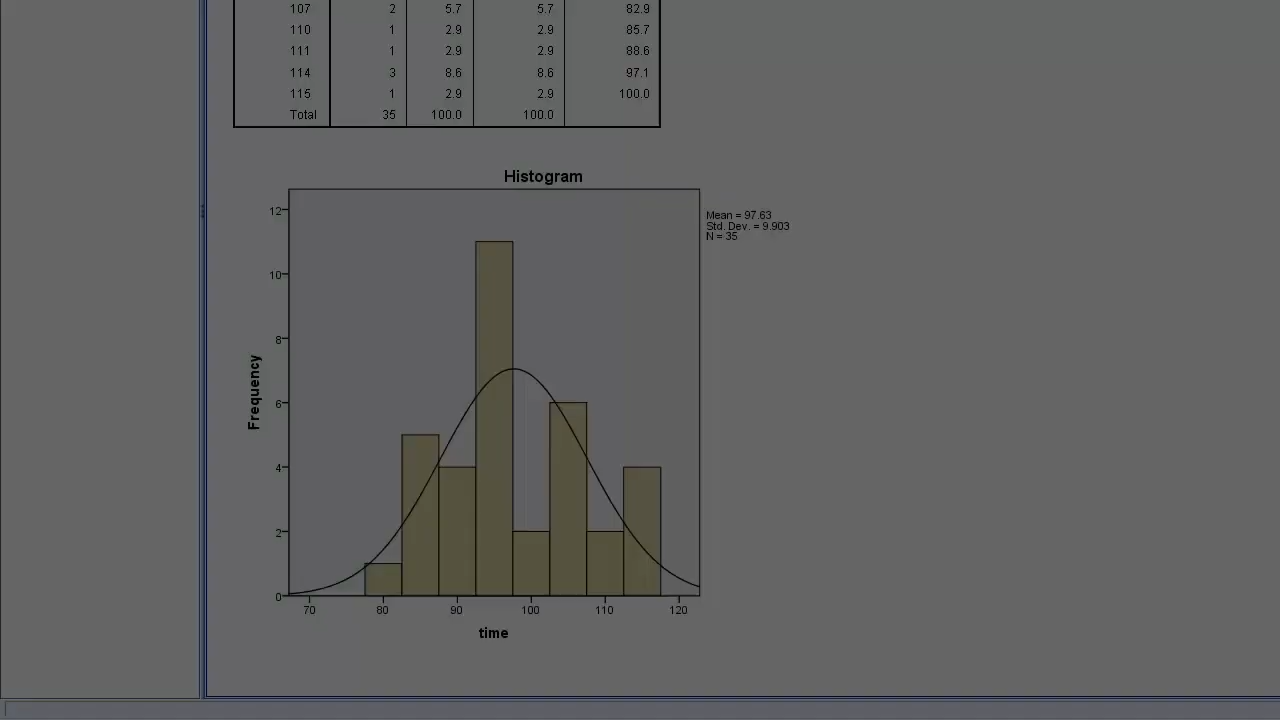 107 2 5.7 5.7 82.9
110 1 2.9 2.9 85.7
111 1 2.9 2.9 88.6
114 3 8.6 8.6 97.1
115 1 2.9 2.9 100.0
Total 35 100.0 100.0
Histogram
Mean = 97.63
Std. Dev. = 9.903
N = 35
12
10
8
6
4
2
0
Frequency
70 80 90 100 110 120
time